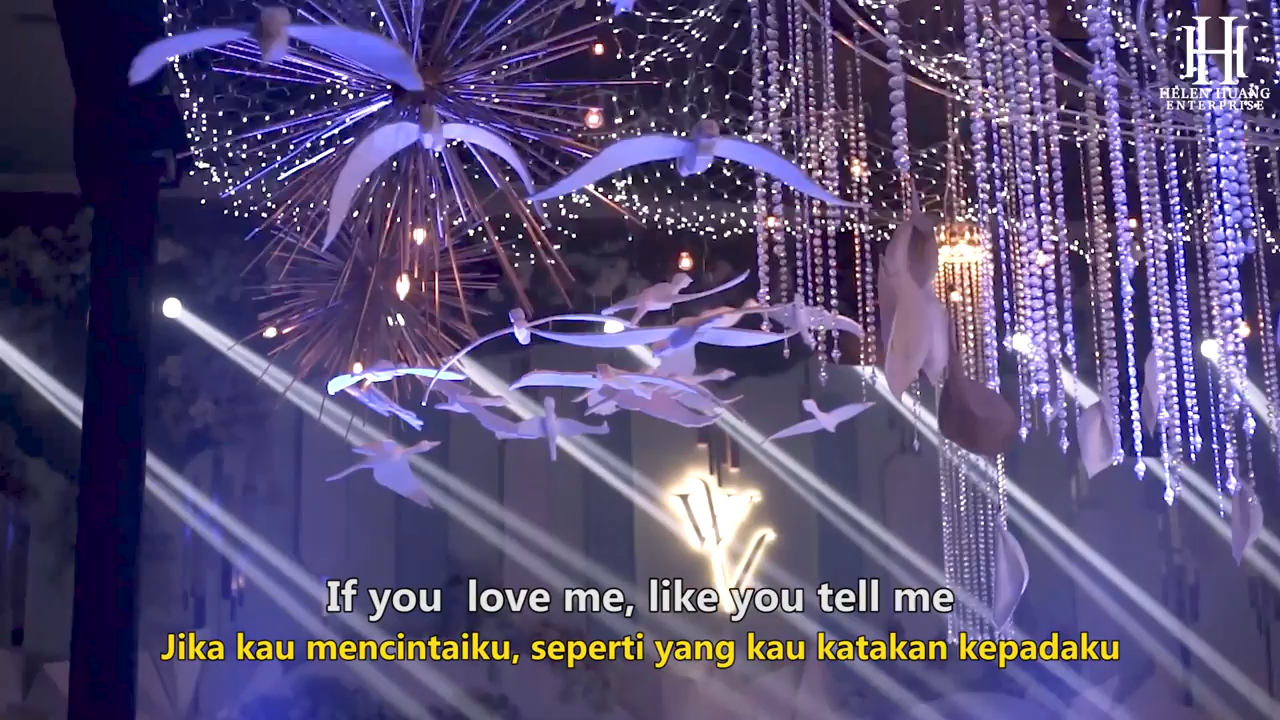 H
HELEN HUANG
ENTERPRISE
If you  love me, like you tell me
Jika kau mencintaiku, seperti yang kau katakan kepadaku